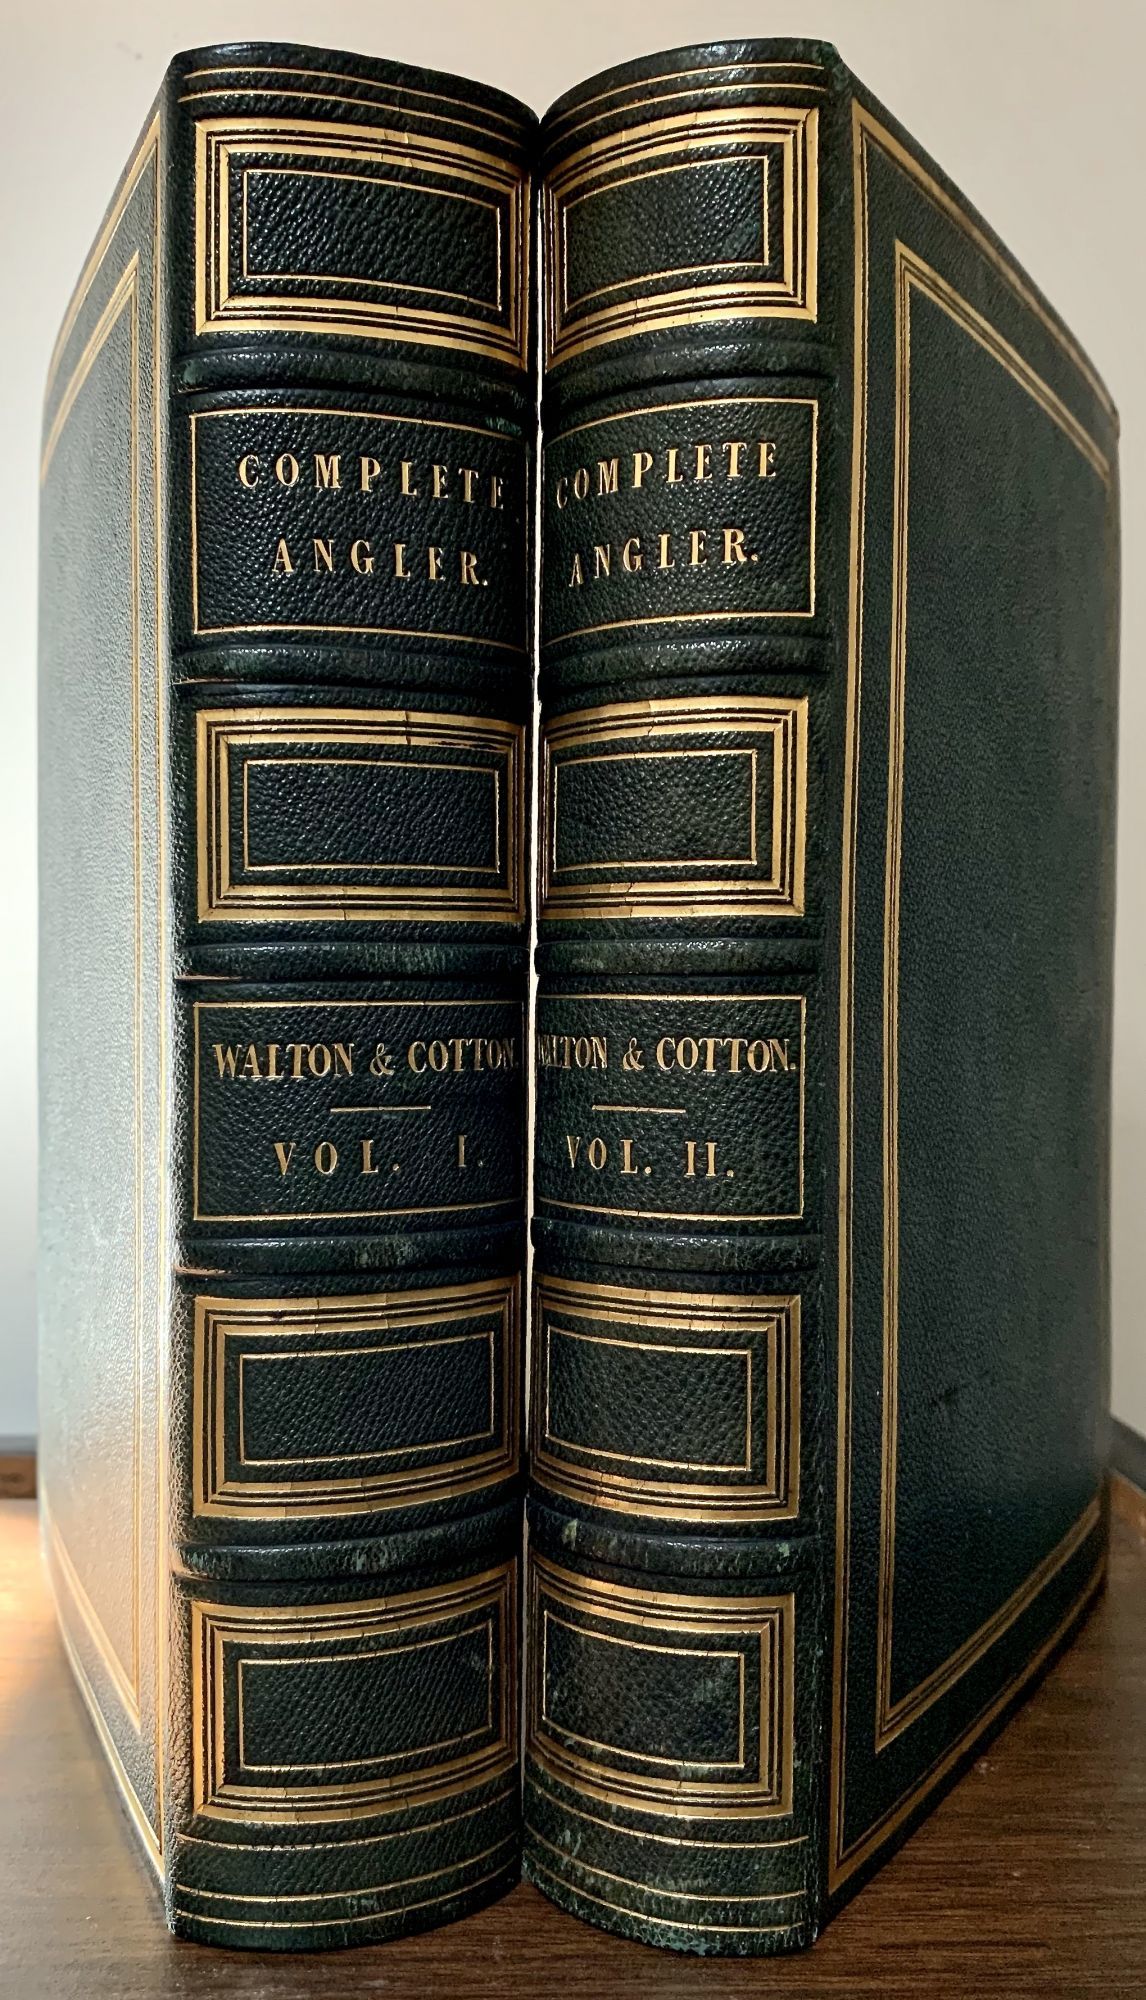 COMPLETE
ANGLER.
WALTON & COTTON.
VOL. I.
COMPLETE
ANGLER.
WALTON & COTTON.
VOL. II.